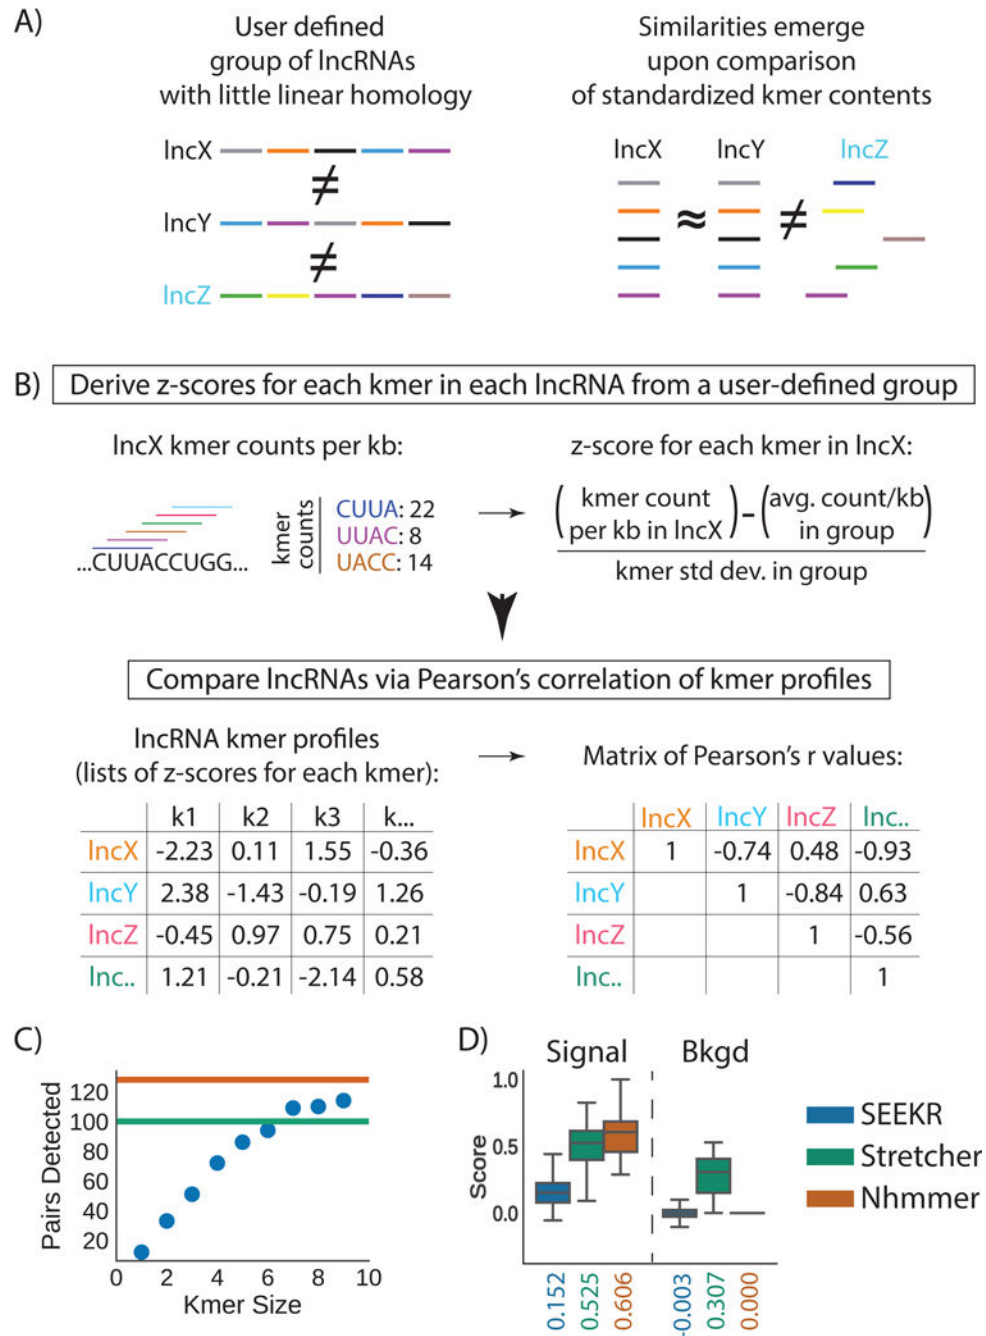 A)
User defined
group of lncRNAs
with little linear homology
lncX
≠
lncY
≠
lncZ
Similarities emerge
upon comparison
of standardized kmer contents
lncX lncY lncZ
≈ ≠
B)
Derive z-scores for each kmer in each lncRNA from a user-defined group
lncX kmer counts per kb:
...CUUACCUGG...
kmer
counts
CUUA: 22
UUAC: 8
UACC: 14
z-score for each kmer in lncX:
(kmer count per kb in lncX) - (avg. count/kb in group)
kmer std dev. in group
Compare lncRNAs via Pearson's correlation of kmer profiles
lncRNA kmer profiles
(lists of z-scores for each kmer):
k1 k2 k3 k...
lncX -2.23 0.11 1.55 -0.36
lncY 2.38 -1.43 -0.19 1.26
lncZ -0.45 0.97 0.75 0.21
lnc.. 1.21 -0.21 -2.14 0.58
Matrix of Pearson's r values:
lncX lncY lncZ lnc..
lncX 1 -0.74 0.48 -0.93
lncY 1 -0.84 0.63
lncZ 1 -0.56
lnc.. 1
C)
Pairs Detected
120
100
80
60
40
20
0 2 4 6 8 10
Kmer Size
D)
Signal Bkgd
Score
1.0
0.5
0.0
0.152
0.525
0.606
-0.003
0.307
0.000
SEEKR
Stretcher
Nhmmer